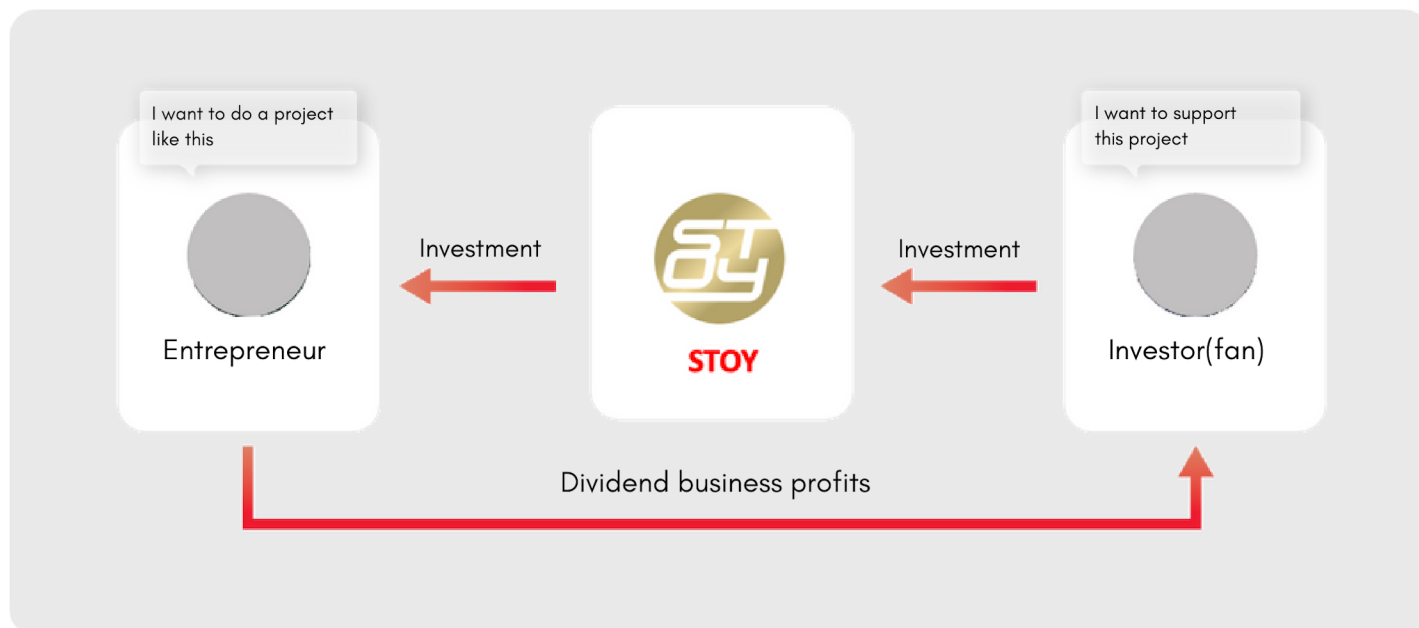 I want to do a project
like this
I want to support
this project
Investment
Investment
STOY
STOY
Entrepreneur
Investor(fan)
Dividend business profits